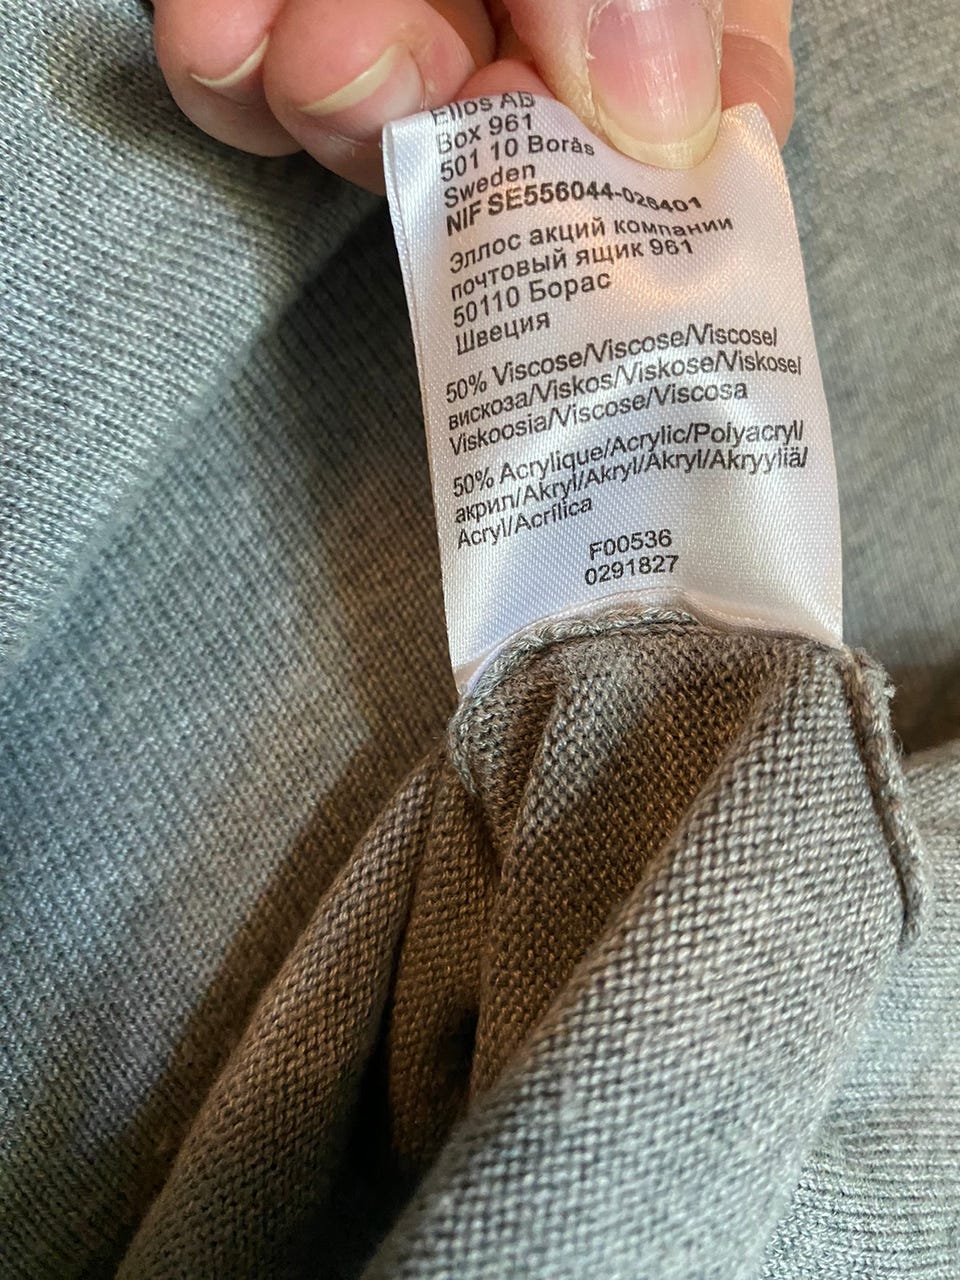 Ellos AB
Box 961
501 10 Borås
Sweden
NIF SE556044-026401
Эллос акций компании
почтовый ящик 961
50110 Борас
Швеция
50% Viscose/Viscose/Viscose/
вискоза/Viskos/Viskose/Viskose/
Viskoosia/Viscose/Viscosa
50% Acrylique/Acrylic/Polyacryl/
акрил/Akryl/Akryl/Akryl/Akryyliä/
Acryl/Acrílica
F00536
0291827